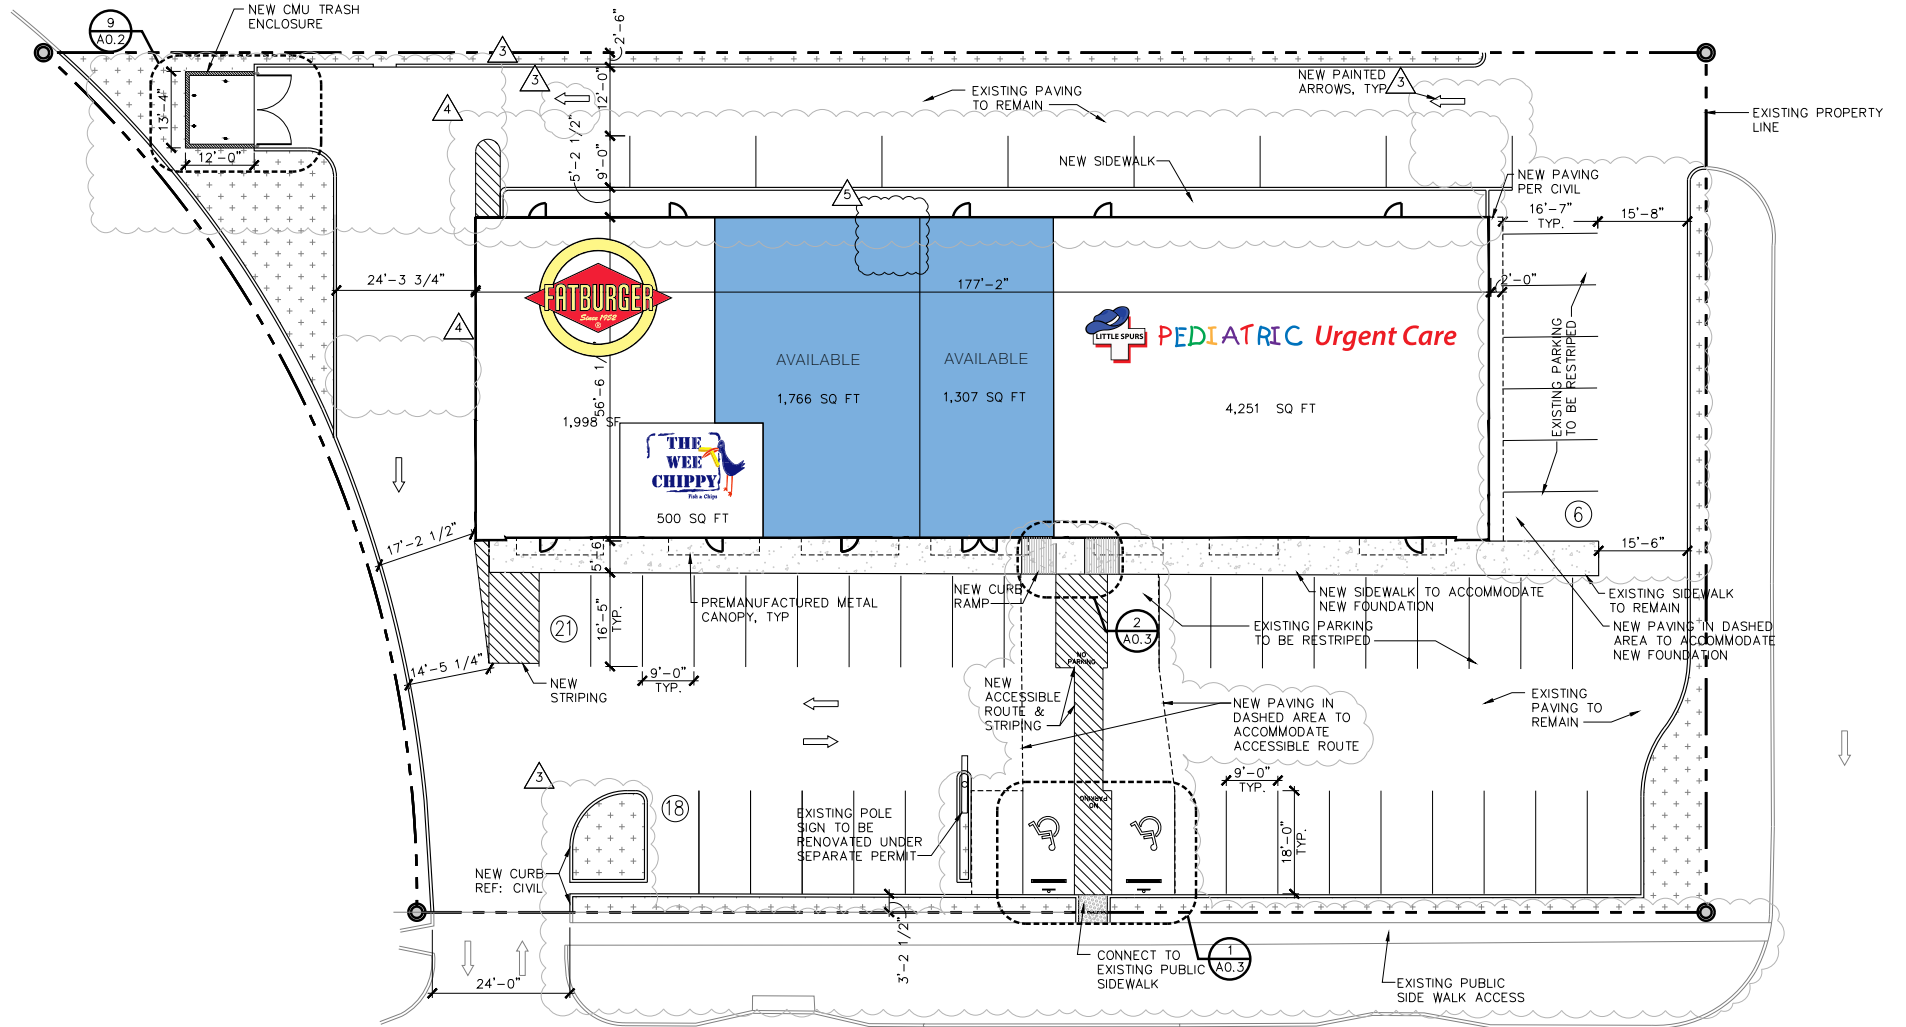 9
A0.2
NEW CMU TRASH
ENCLOSURE
13'-4"
12'-0"
3
3
4
2'-6"
12'-0"
5'-2 1/2"
9'-0"
EXISTING PAVING
TO REMAIN
NEW PAINTED
ARROWS, TYP.
3
EXISTING PROPERTY
LINE
NEW SIDEWALK
5
NEW PAVING
PER CIVIL
16'-7"
TYP.
15'-8"
24'-3 3/4"
177'-2"
2'-0"
4
FATBURGER
Since 1952
®
56'-6 1
1,998 SF
THE
WEE
CHIPPY
Fish & Chips
500 SQ FT
AVAILABLE
1,766 SQ FT
AVAILABLE
1,307 SQ FT
LITTLE SPURS
PEDIATRIC Urgent Care
4,251 SQ FT
EXISTING PARKING
TO BE RESTRIPED
6
15'-6"
17'-2 1/2"
14'-5 1/4"
5'-6"
16'-5"
TYP.
21
NEW
STRIPING
9'-0"
TYP.
PREMANUFACTURED METAL
CANOPY, TYP
NEW CURB
RAMP
2
A0.3
NEW SIDEWALK TO ACCOMMODATE
NEW FOUNDATION
EXISTING PARKING
TO BE RESTRIPED
EXISTING SIDEWALK
TO REMAIN
NEW PAVING IN DASHED
AREA TO ACCOMMODATE
NEW FOUNDATION
NO
PARKING
NEW
ACCESSIBLE
ROUTE &
STRIPING
NEW PAVING IN
DASHED AREA TO
ACCOMMODATE
ACCESSIBLE ROUTE
EXISTING
PAVING TO
REMAIN
3
18
EXISTING POLE
SIGN TO BE
RENOVATED UNDER
SEPARATE PERMIT
NO
PARKING
9'-0"
TYP.
18'-0"
TYP.
NEW CURB
REF: CIVIL
3'-2 1/2"
24'-0"
CONNECT TO
EXISTING PUBLIC
SIDEWALK
1
A0.3
EXISTING PUBLIC
SIDE WALK ACCESS